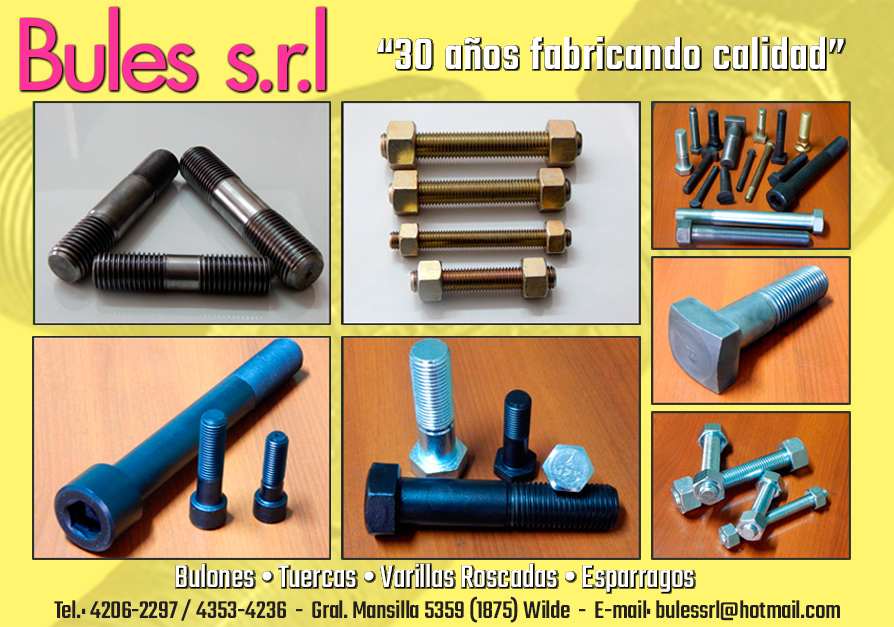 Bules s.r.l
“30 años fabricando calidad”
Bulones • Tuercas • Varillas Roscadas • Esparragos
Tel.: 4206-2297 / 4353-4236 - Gral. Mansilla 5359 (1875) Wilde - E-mail: bulessrl@hotmail.com